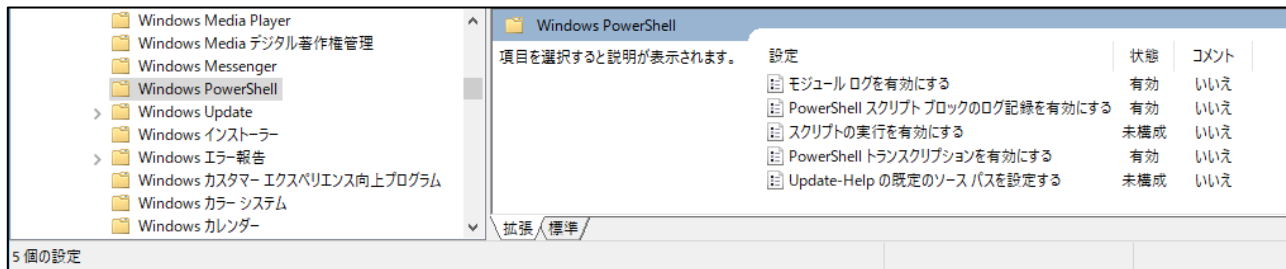 Windows Media Player
Windows Media デジタル著作権管理
Windows Messenger
Windows PowerShell
Windows Update
Windows インストーラー
Windows エラー報告
Windows カスタマー エクスペリエンス向上プログラム
Windows カラー システム
Windows カレンダー
Windows PowerShell
項目を選択すると説明が表示されます。
設定 状態 コメント
モジュール ログを有効にする 有効 いいえ
PowerShell スクリプト ブロックのログ記録を有効にする 有効 いいえ
スクリプトの実行を有効にする 未構成 いいえ
PowerShell トランスクリプションを有効にする 有効 いいえ
Update-Help の既定のソース パスを設定する 未構成 いいえ
拡張 標準
5 個の設定